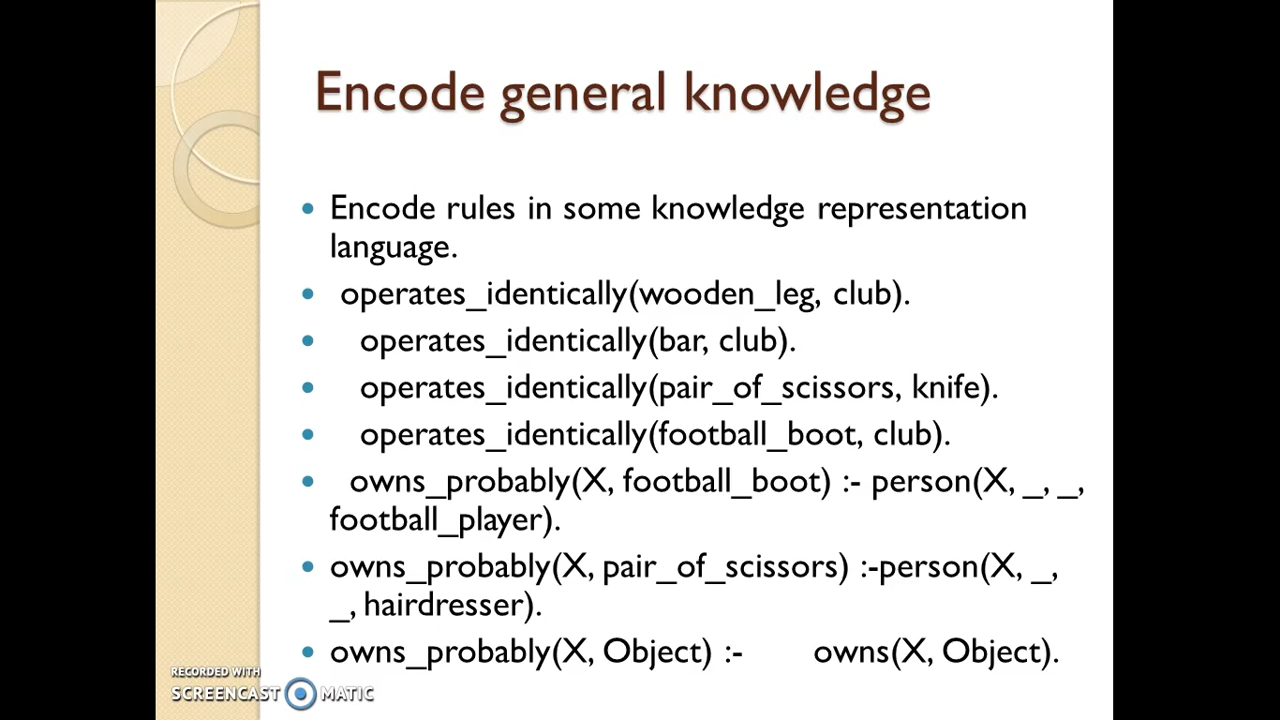 Encode general knowledge
• Encode rules in some knowledge representation
language.
• operates_identically(wooden_leg, club).
• operates_identically(bar, club).
• operates_identically(pair_of_scissors, knife).
• operates_identically(football_boot, club).
• owns_probably(X, football_boot) :- person(X, _, _,
football_player).
• owns_probably(X, pair_of_scissors) :-person(X, _,
_, hairdresser).
• owns_probably(X, Object) :- owns(X, Object).
RECORDED WITH
SCREENCAST MATIC